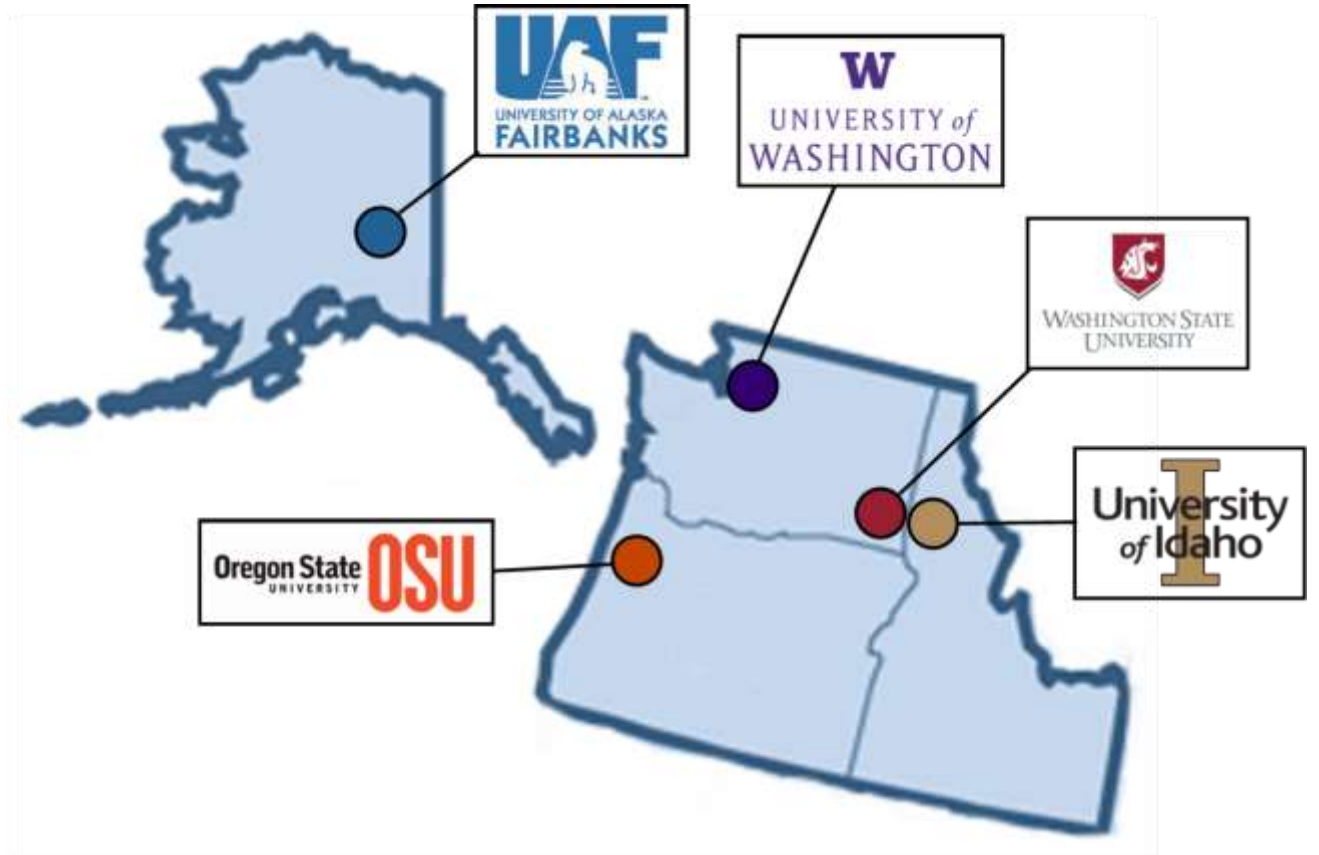 UAF
UNIVERSITY OF ALASKA
FAIRBANKS
W
UNIVERSITY of
WASHINGTON
WASHINGTON STATE
UNIVERSITY
I
University
of Idaho
Oregon State
UNIVERSITY
OSU